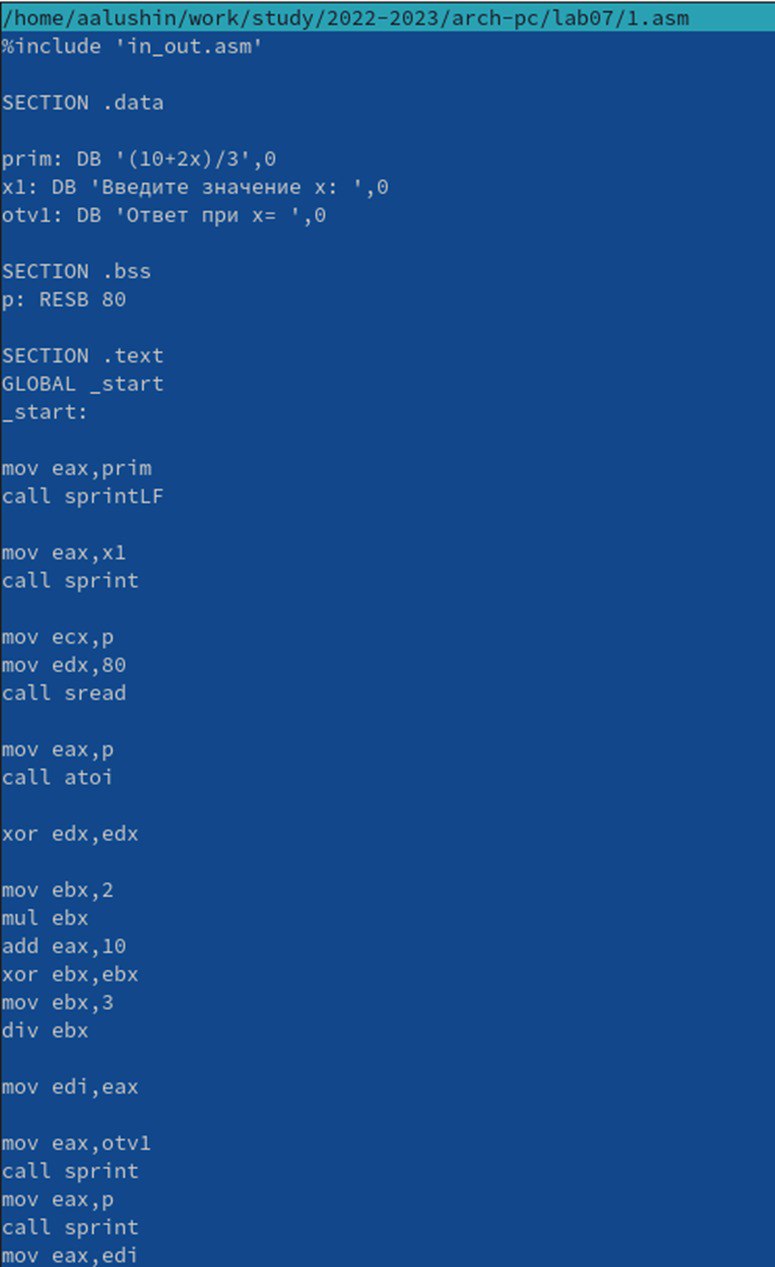 /home/aalushin/work/study/2022-2023/arch-pc/lab07/1.asm
%include 'in_out.asm'
SECTION .data
prim: DB '(10+2x)/3',0
x1: DB 'Введите значение x: ',0
otv1: DB 'Ответ при x= ',0
SECTION .bss
p: RESB 80
SECTION .text
GLOBAL _start
_start:
mov eax,prim
call sprintLF
mov eax,x1
call sprint
mov ecx,p
mov edx,80
call sread
mov eax,p
call atoi
xor edx,edx
mov ebx,2
mul ebx
add eax,10
xor ebx,ebx
mov ebx,3
div ebx
mov edi,eax
mov eax,otv1
call sprint
mov eax,p
call sprint
mov eax,edi